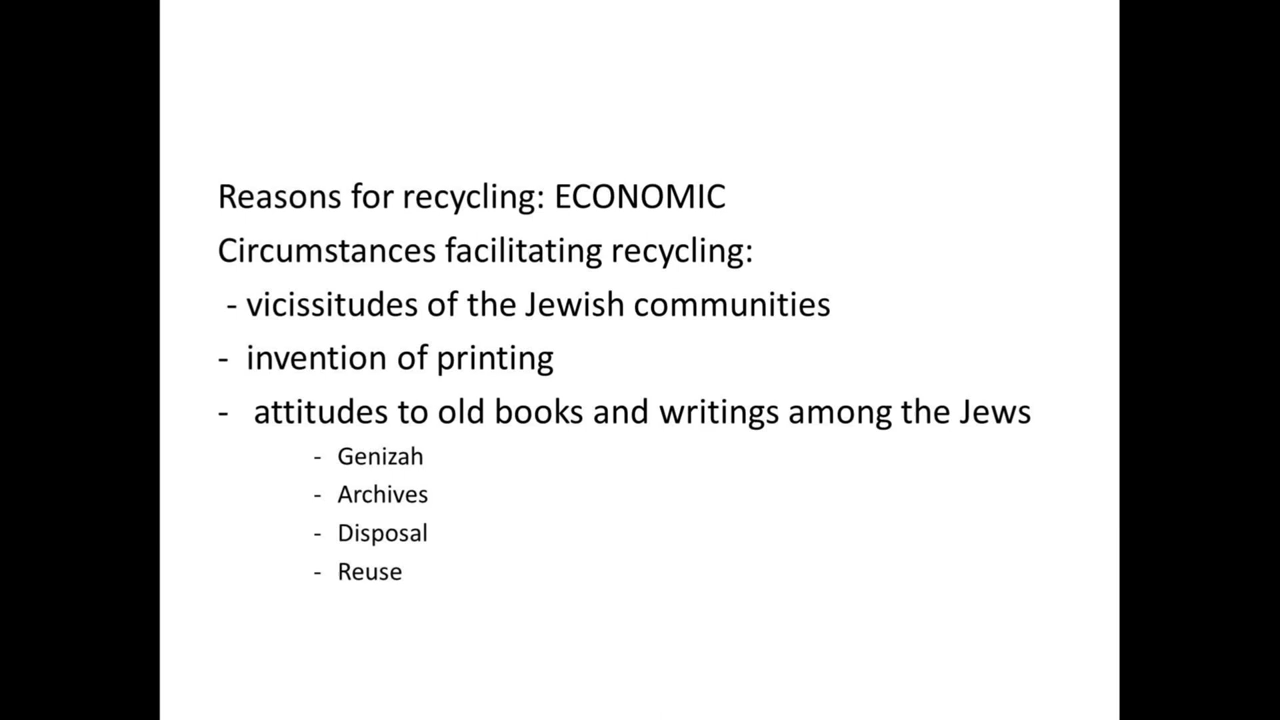 Reasons for recycling: ECONOMIC
Circumstances facilitating recycling:
- vicissitudes of the Jewish communities
- invention of printing
- attitudes to old books and writings among the Jews
- Genizah
- Archives
- Disposal
- Reuse